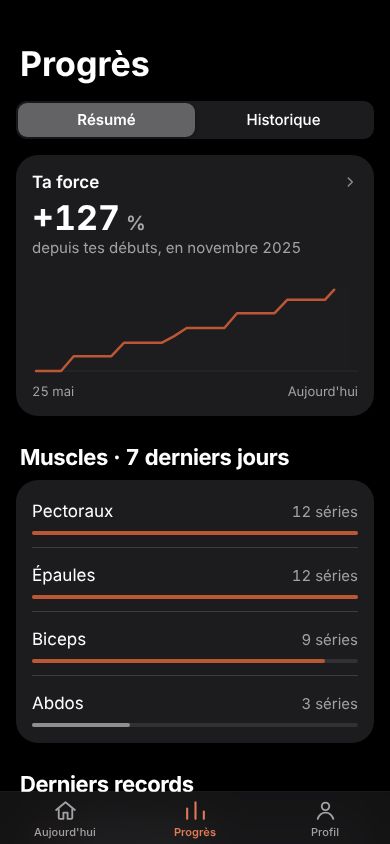 Progrès
Résumé
Historique
Ta force
+127 %
depuis tes débuts, en novembre 2025
25 mai
Aujourd'hui
Muscles · 7 derniers jours
Pectoraux
12 séries
Épaules
12 séries
Biceps
9 séries
Abdos
3 séries
Derniers records
Aujourd'hui
Progrès
Profil